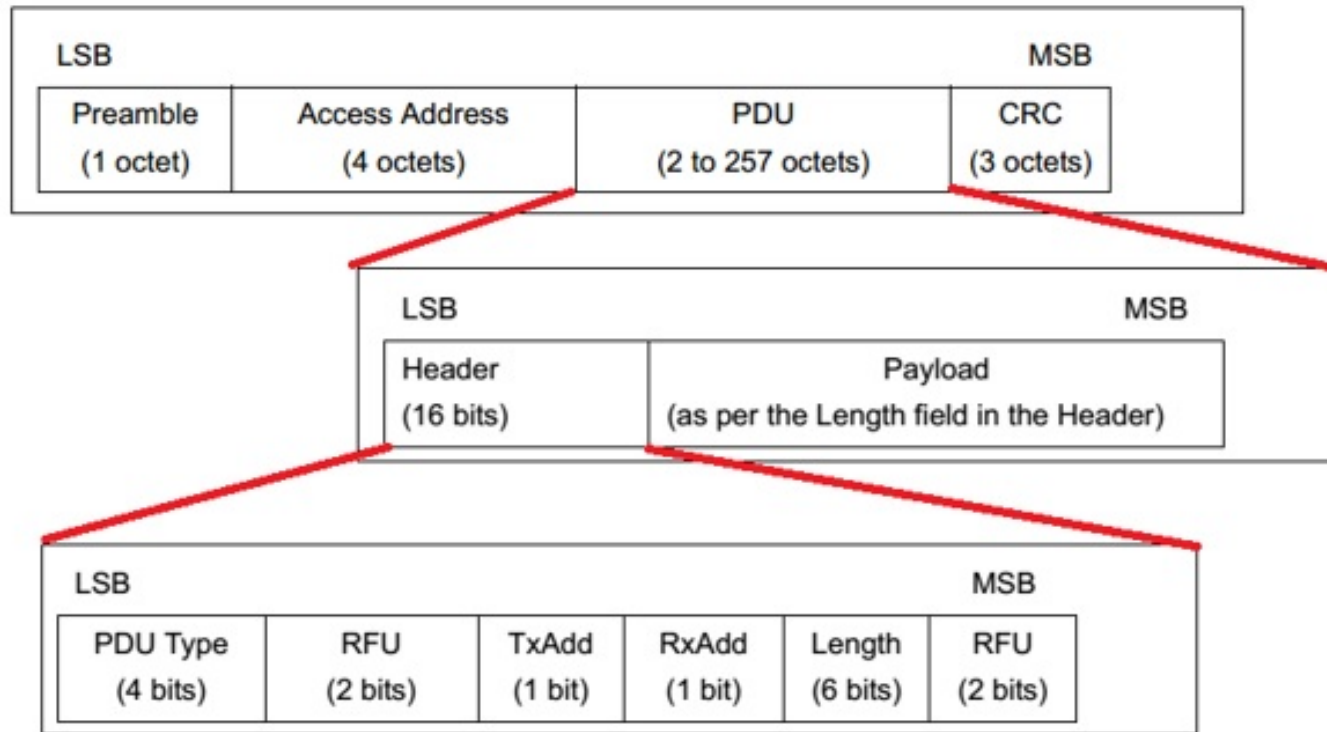 LSB MSB
Preamble Access Address PDU CRC
(1 octet) (4 octets) (2 to 257 octets) (3 octets)
LSB MSB
Header Payload
(16 bits) (as per the Length field in the Header)
LSB MSB
PDU Type RFU TxAdd RxAdd Length RFU
(4 bits) (2 bits) (1 bit) (1 bit) (6 bits) (2 bits)